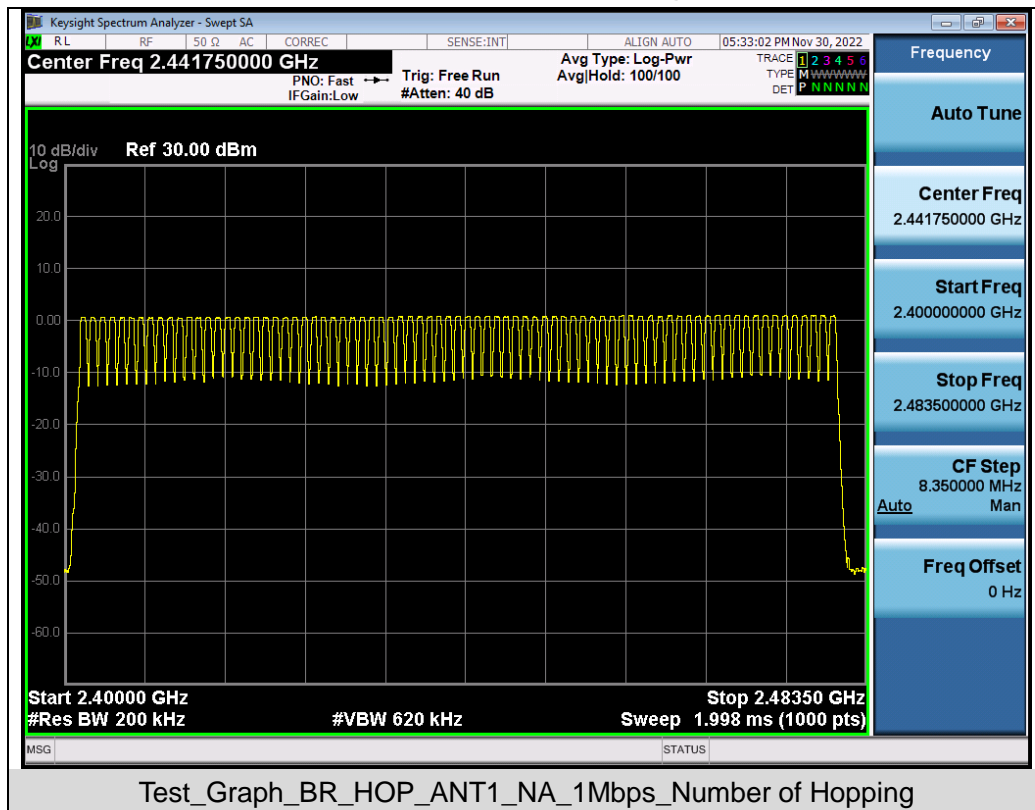 Keysight Spectrum Analyzer - Swept SA
LXI RL RF 50 Ω AC CORREC SENSE:INT ALIGN AUTO 05:33:02 PM Nov 30, 2022
Center Freq 2.441750000 GHz
PNO: Fast
IFGain:Low
Trig: Free Run
#Atten: 40 dB
Avg Type: Log-Pwr
Avg|Hold: 100/100
TRACE 1 2 3 4 5 6
TYPE M WWWWW
DET P N N N N N
10 dB/div Ref 30.00 dBm
Log
20.0
10.0
0.00
-10.0
-20.0
-30.0
-40.0
-50.0
-60.0
Start 2.40000 GHz Stop 2.48350 GHz
#Res BW 200 kHz #VBW 620 kHz Sweep 1.998 ms (1000 pts)
MSG STATUS
Frequency
Auto Tune
Center Freq
2.441750000 GHz
Start Freq
2.400000000 GHz
Stop Freq
2.483500000 GHz
CF Step
8.350000 MHz
Auto Man
Freq Offset
0 Hz
Test_Graph_BR_HOP_ANT1_NA_1Mbps_Number of Hopping